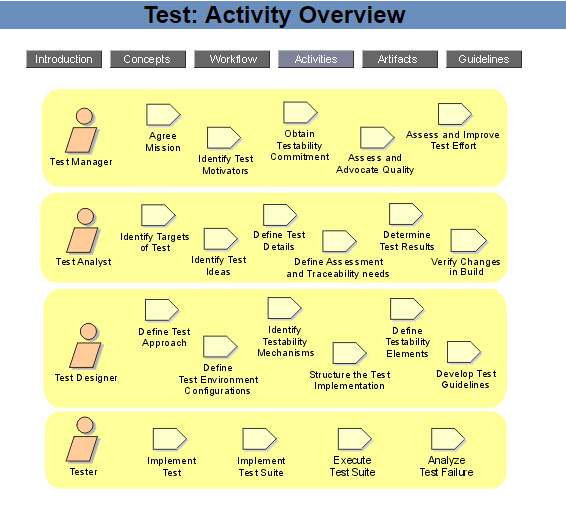 Test: Activity Overview
Introduction
Concepts
Workflow
Activities
Artifacts
Guidelines
Test Manager
Agree
Mission
Identify Test
Motivators
Obtain
Testability
Commitment
Assess and
Advocate Quality
Assess and Improve
Test Effort
Test Analyst
Identify Targets
of Test
Identify Test
Ideas
Define Test
Details
Define Assessment
and Traceability needs
Determine
Test Results
Verify Changes
in Build
Test Designer
Define Test
Approach
Define
Test Environment
Configurations
Identify
Testability
Mechanisms
Structure the Test
Implementation
Define
Testability
Elements
Develop Test
Guidelines
Tester
Implement
Test
Implement
Test Suite
Execute
Test Suite
Analyze
Test Failure